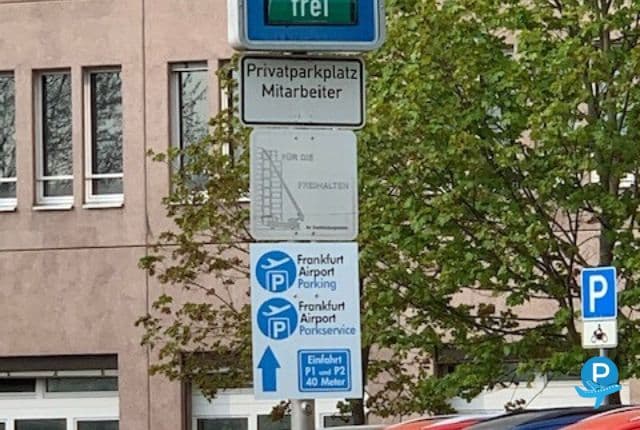 frei
Privatparkplatz
Mitarbeiter
FÜR DIE
FREIHALTEN
Frankfurt
Airport
Parking
P
Frankfurt
Airport
Parkservice
P
Einfahrt
P1 und P2
40 Meter
P
P